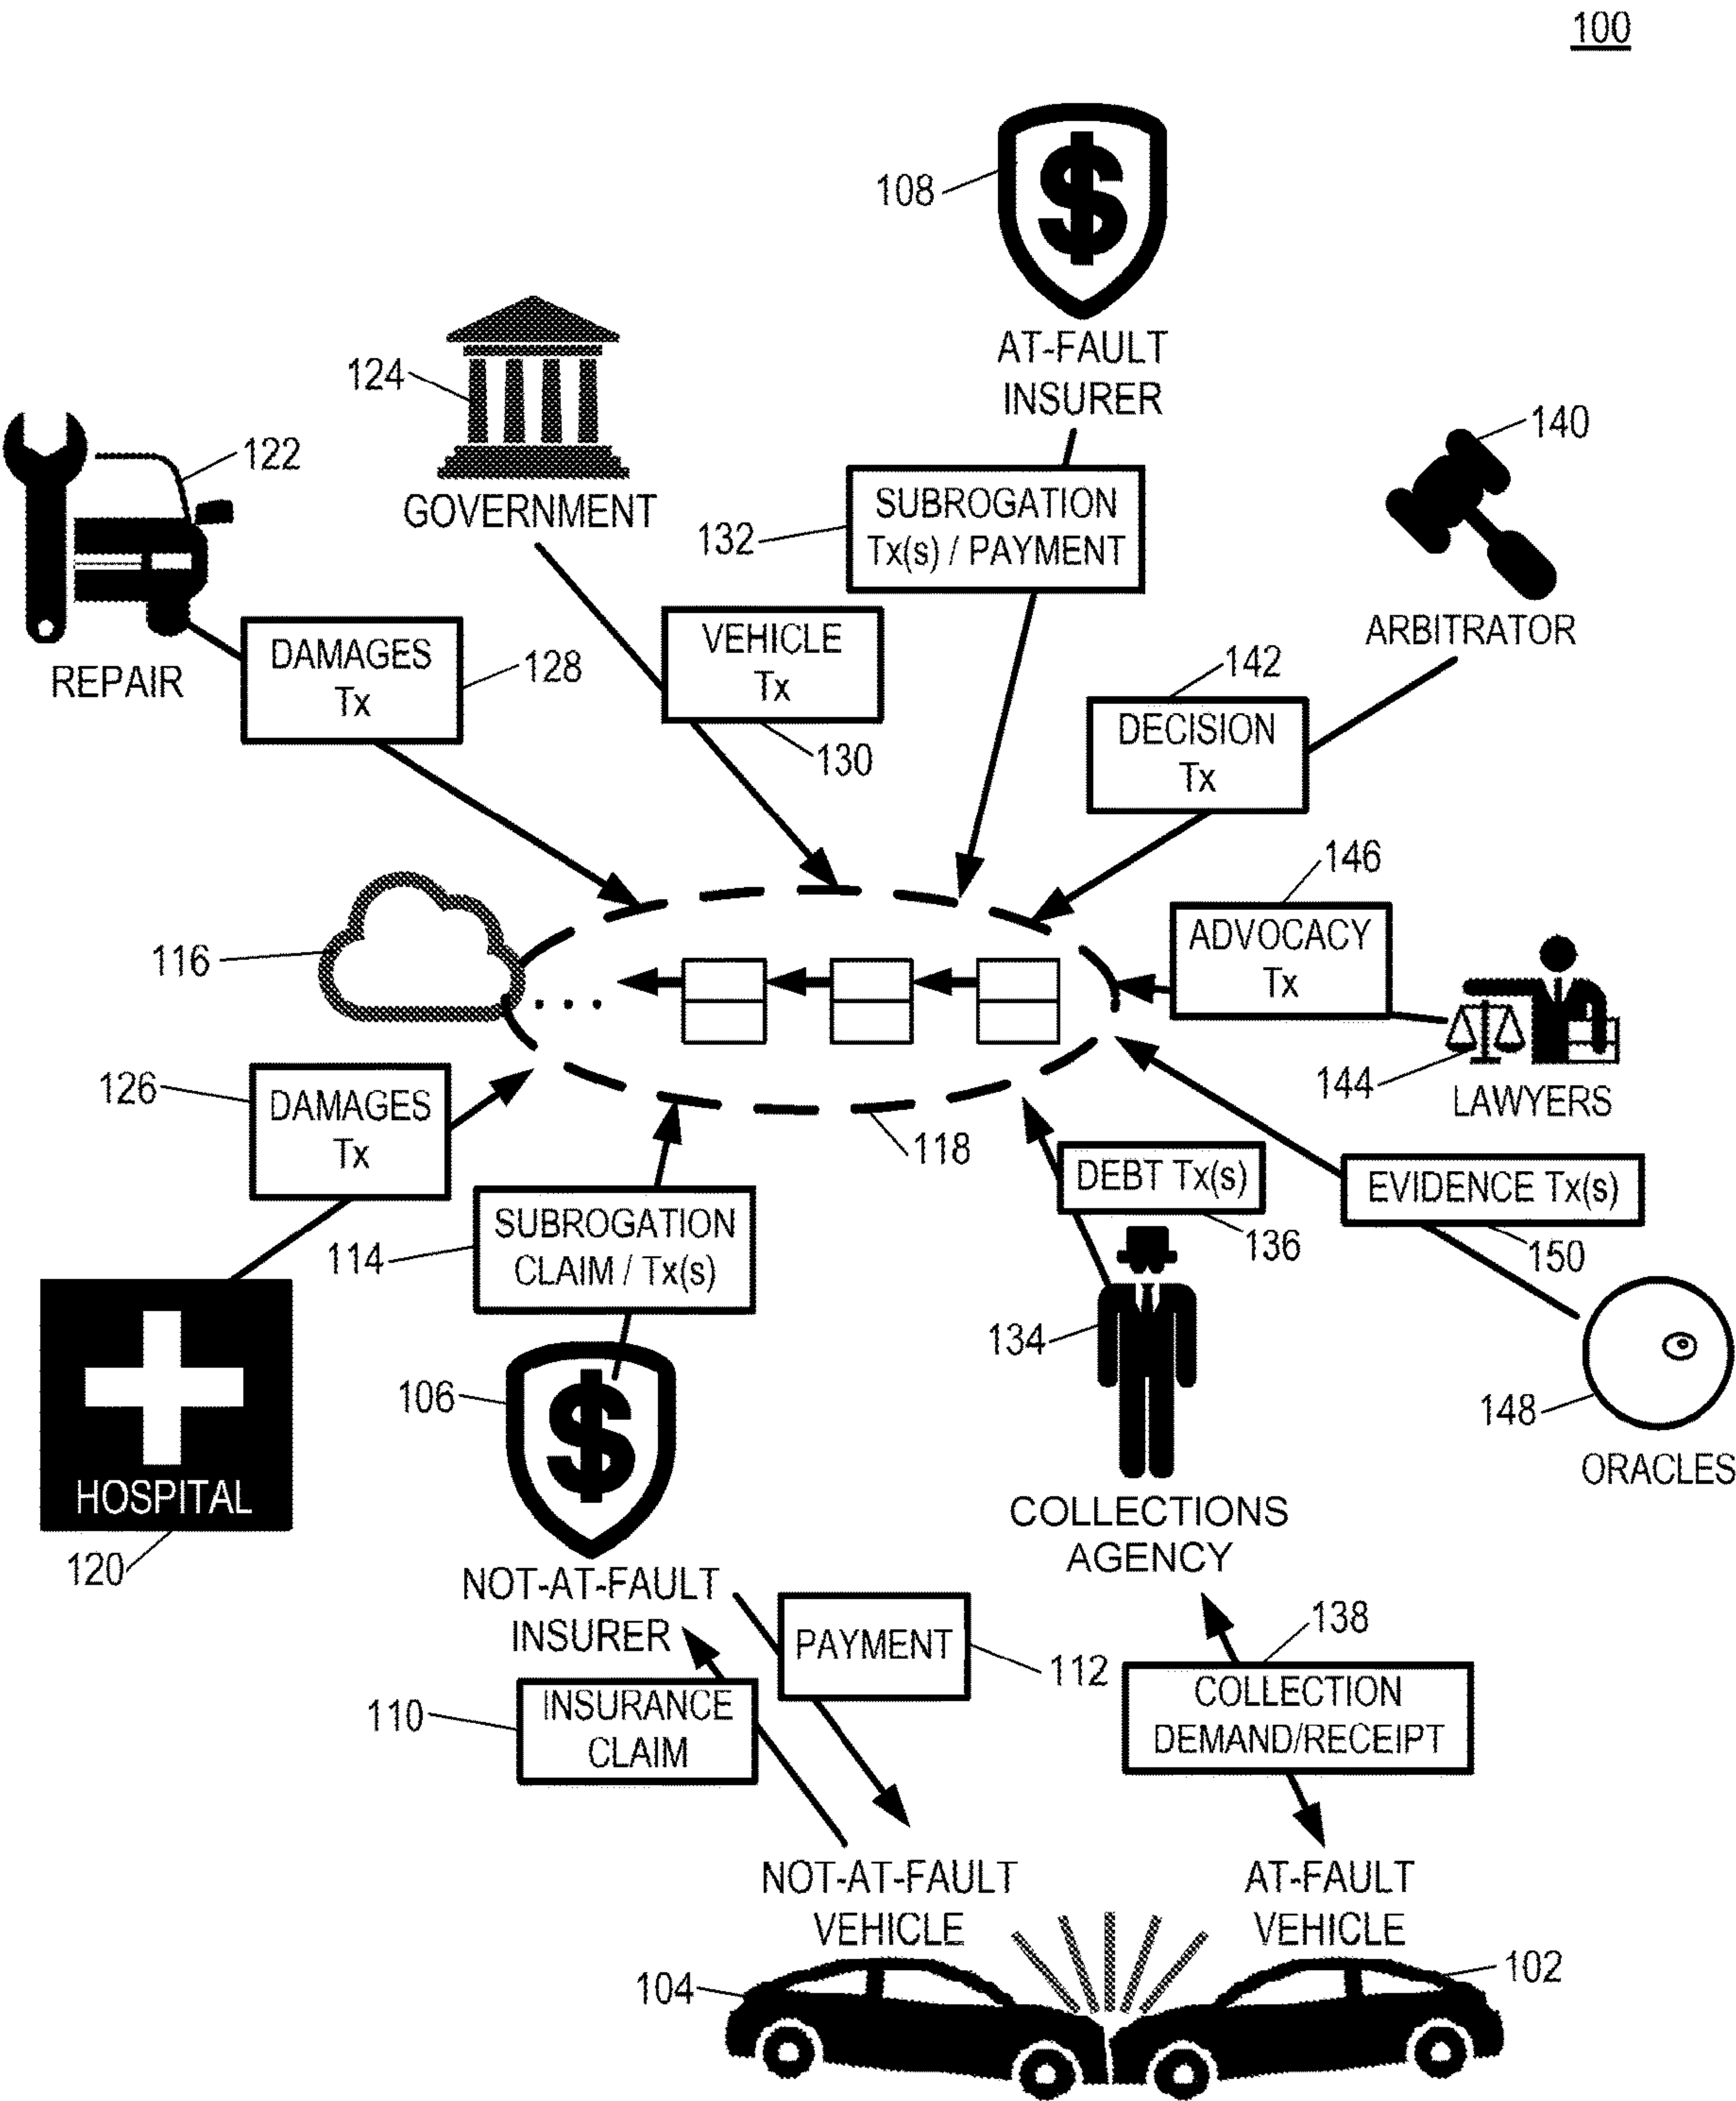 100
108
AT-FAULT
INSURER
124
GOVERNMENT
122
REPAIR
140
ARBITRATOR
132
SUBROGATION
Tx(s) / PAYMENT
DAMAGES
Tx
128
VEHICLE
Tx
130
142
DECISION
Tx
146
ADVOCACY
Tx
116
...
144
LAWYERS
126
DAMAGES
Tx
118
DEBT Tx(s)
136
EVIDENCE Tx(s)
150
114
SUBROGATION
CLAIM / Tx(s)
134
106
148
ORACLES
HOSPITAL
120
COLLECTIONS
AGENCY
NOT-AT-FAULT
INSURER
PAYMENT
112
138
COLLECTION
DEMAND/RECEIPT
110
INSURANCE
CLAIM
NOT-AT-FAULT
VEHICLE
AT-FAULT
VEHICLE
104
102